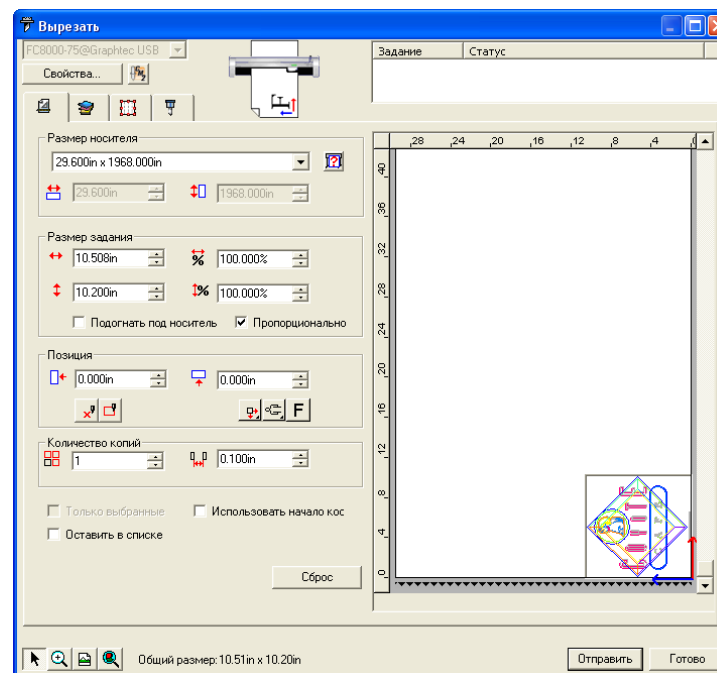 Вырезать
FC8000-75@Graphtec USB
Задание Статус
Свойства...
Размер носителя
29.600in x 1968.000in
29.600in 1968.000in
Размер задания
10.508in % 100.000%
10.200in % 100.000%
Подогнать под носитель Пропорционально
Позиция
0.000in 0.000in
F
Количество копий
1 0.100in
Только выбранные Использовать начало кос
Оставить в списке
Сброс
28 24 20 16 12 8 4 0
40
36
32
28
24
20
16
12
8
4
0
COYOTE
CAFE
Общий размер:10.51in x 10.20in
Отправить Готово